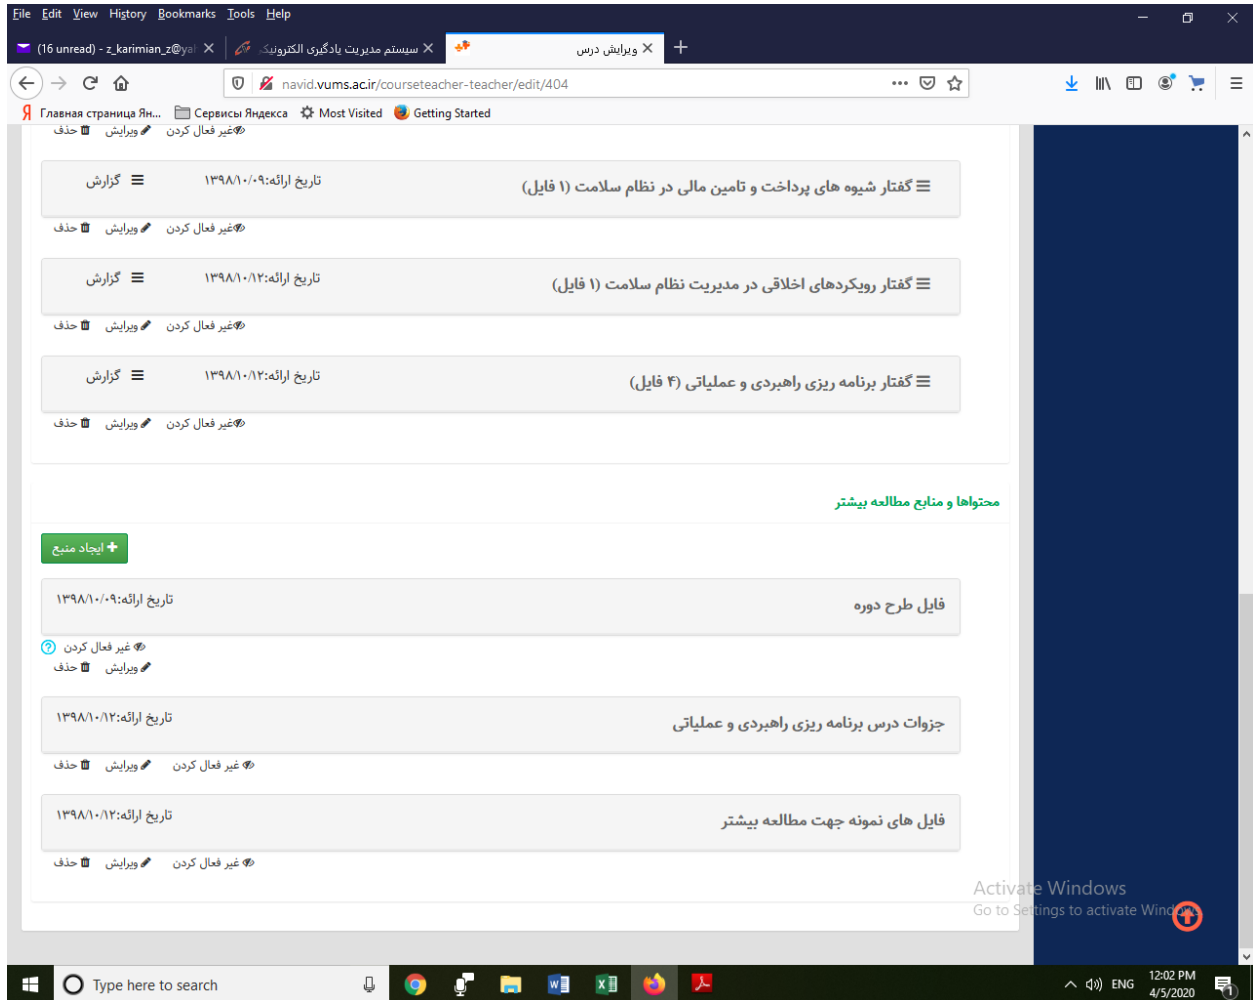 File Edit View History Bookmarks Tools Help
(16 unread) - z_karimian_z@yal
سیستم مدیریت یادگیری الکترونیک
ویرایش درس
navid.vums.ac.ir/courseteacher-teacher/edit/404
Главная страница Ян... Сервисы Яндекса Most Visited Getting Started
غیر فعال کردن ویرایش حذف
گفتار شیوه های پرداخت و تامین مالی در نظام سلامت (۱ فایل) تاریخ ارائه:۱۳۹۸/۱۰/۰۹ گزارش
غیر فعال کردن ویرایش حذف
گفتار رویکردهای اخلاقی در مدیریت نظام سلامت (۱ فایل) تاریخ ارائه:۱۳۹۸/۱۰/۱۲ گزارش
غیر فعال کردن ویرایش حذف
گفتار برنامه ریزی راهبردی و عملیاتی (۴ فایل) تاریخ ارائه:۱۳۹۸/۱۰/۱۲ گزارش
غیر فعال کردن ویرایش حذف
محتواها و منابع مطالعه بیشتر
ایجاد منبع
فایل طرح دوره تاریخ ارائه:۱۳۹۸/۱۰/۰۹
غیر فعال کردن
ویرایش حذف
جزوات درس برنامه ریزی راهبردی و عملیاتی تاریخ ارائه:۱۳۹۸/۱۰/۱۲
غیر فعال کردن ویرایش حذف
فایل های نمونه جهت مطالعه بیشتر تاریخ ارائه:۱۳۹۸/۱۰/۱۲
غیر فعال کردن ویرایش حذف
Activate Windows
Go to Settings to activate Windows.
Type here to search
ENG
12:02 PM
4/5/2020